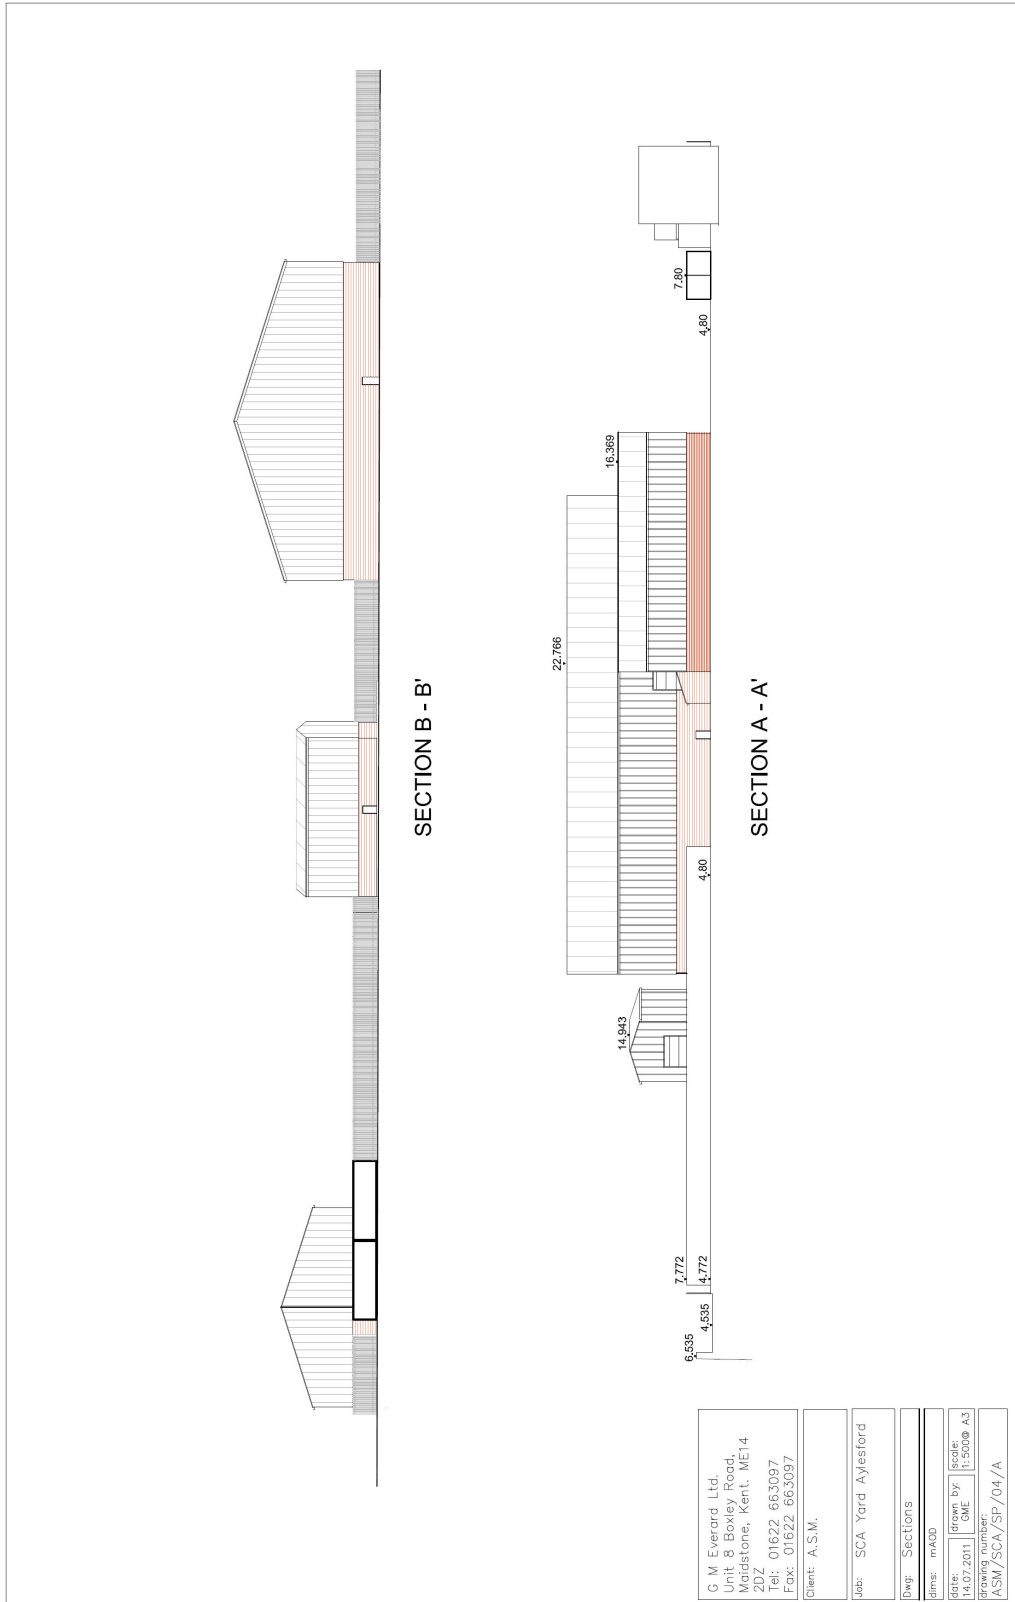 SECTION B - B'
22.766
16.369
14.943
7.80
4.80
4.80
7.772
4.772
6.535
4.535
SECTION A - A'
G M Everard Ltd.
Unit 8 Boxley Road,
Maidstone, Kent. ME14
2DZ
Tel: 01622 663097
Fax: 01622 663097
Client: A.S.M.
Job: SCA Yard Aylesford
Dwg: Sections
dims: mAOD
date: 14.07.2011
drawn by: GME
scale: 1:500@ A3
drawing number:
ASM/SCA/SP/04/A